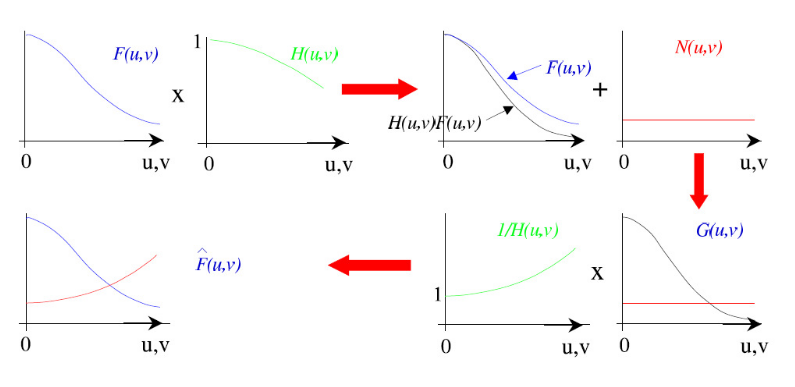 F(u,v)
x
1
H(u,v)
0
u,v
0
u,v
F(u,v)
H(u,v)F(u,v)
0
u,v
+
N(u,v)
0
u,v
F̂(u,v)
0
u,v
1/H(u,v)
1
0
u,v
x
G(u,v)
0
u,v